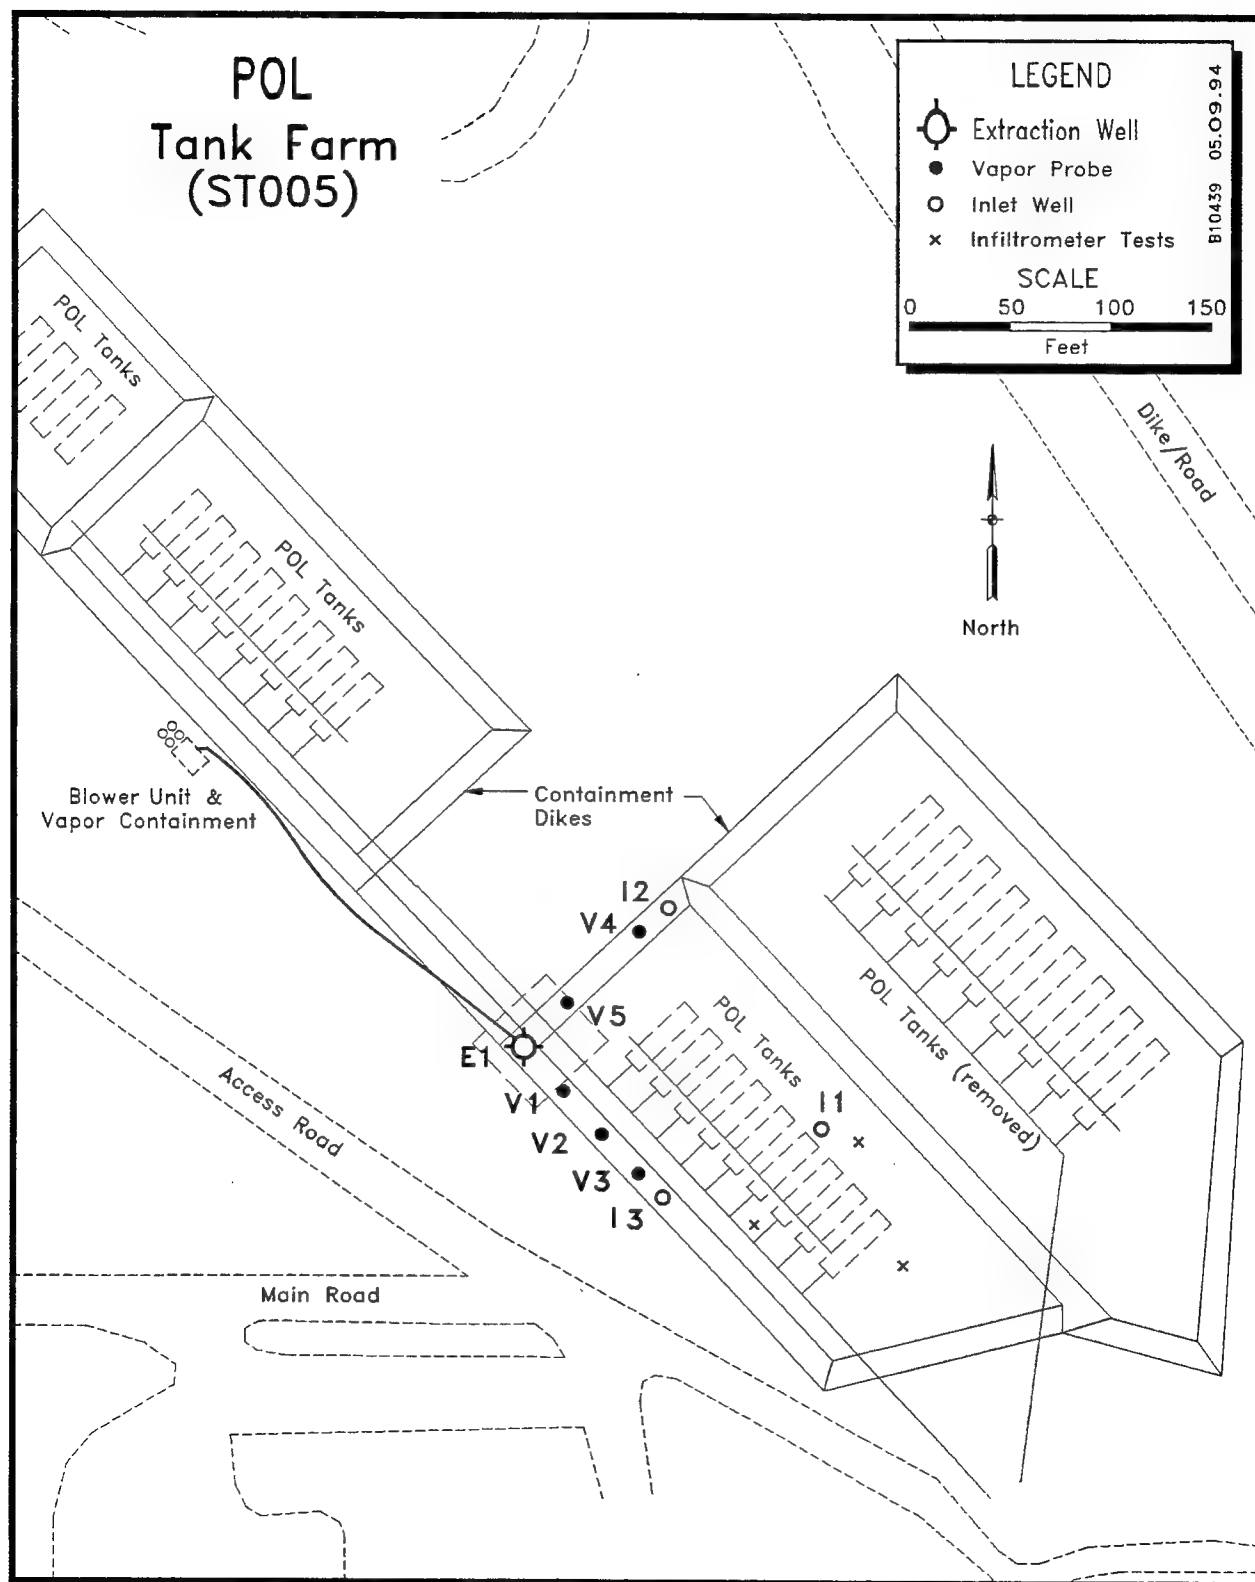 POL
Tank Farm
(ST005)
LEGEND
Extraction Well
Vapor Probe
Inlet Well
Infiltrometer Tests
SCALE
0 50 100 150
Feet
B10439 05.09.94
POL Tanks
POL Tanks
Dike/Road
North
Blower Unit &
Vapor Containment
Containment
Dikes
I2
V4
V5
E1
V1
V2
V3
I3
I1
POL Tanks
POL Tanks (removed)
Access Road
Main Road